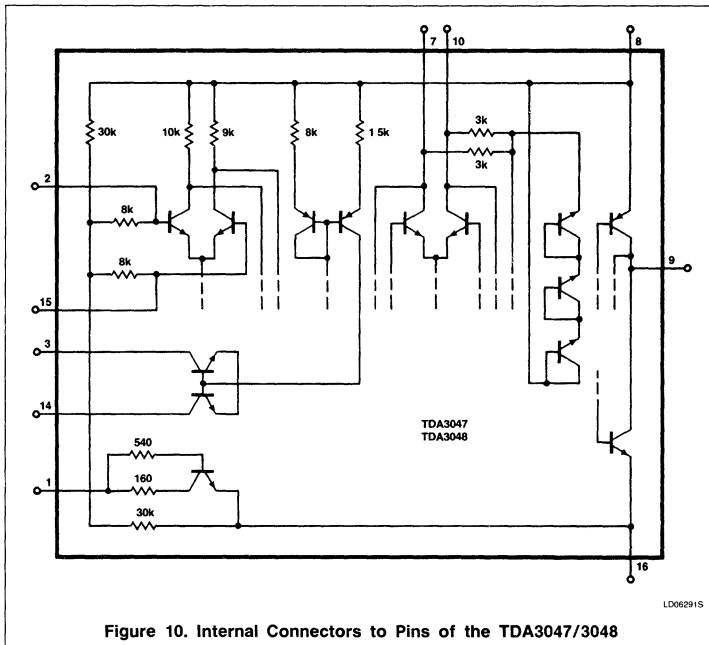 7 10 8
30k 10k 9k 8k 1 5k 3k
3k
2
8k
9
8k
15
3
14
TDA3047
TDA3048
540
1
160
30k
16
LD06291S
Figure 10. Internal Connectors to Pins of the TDA3047/3048